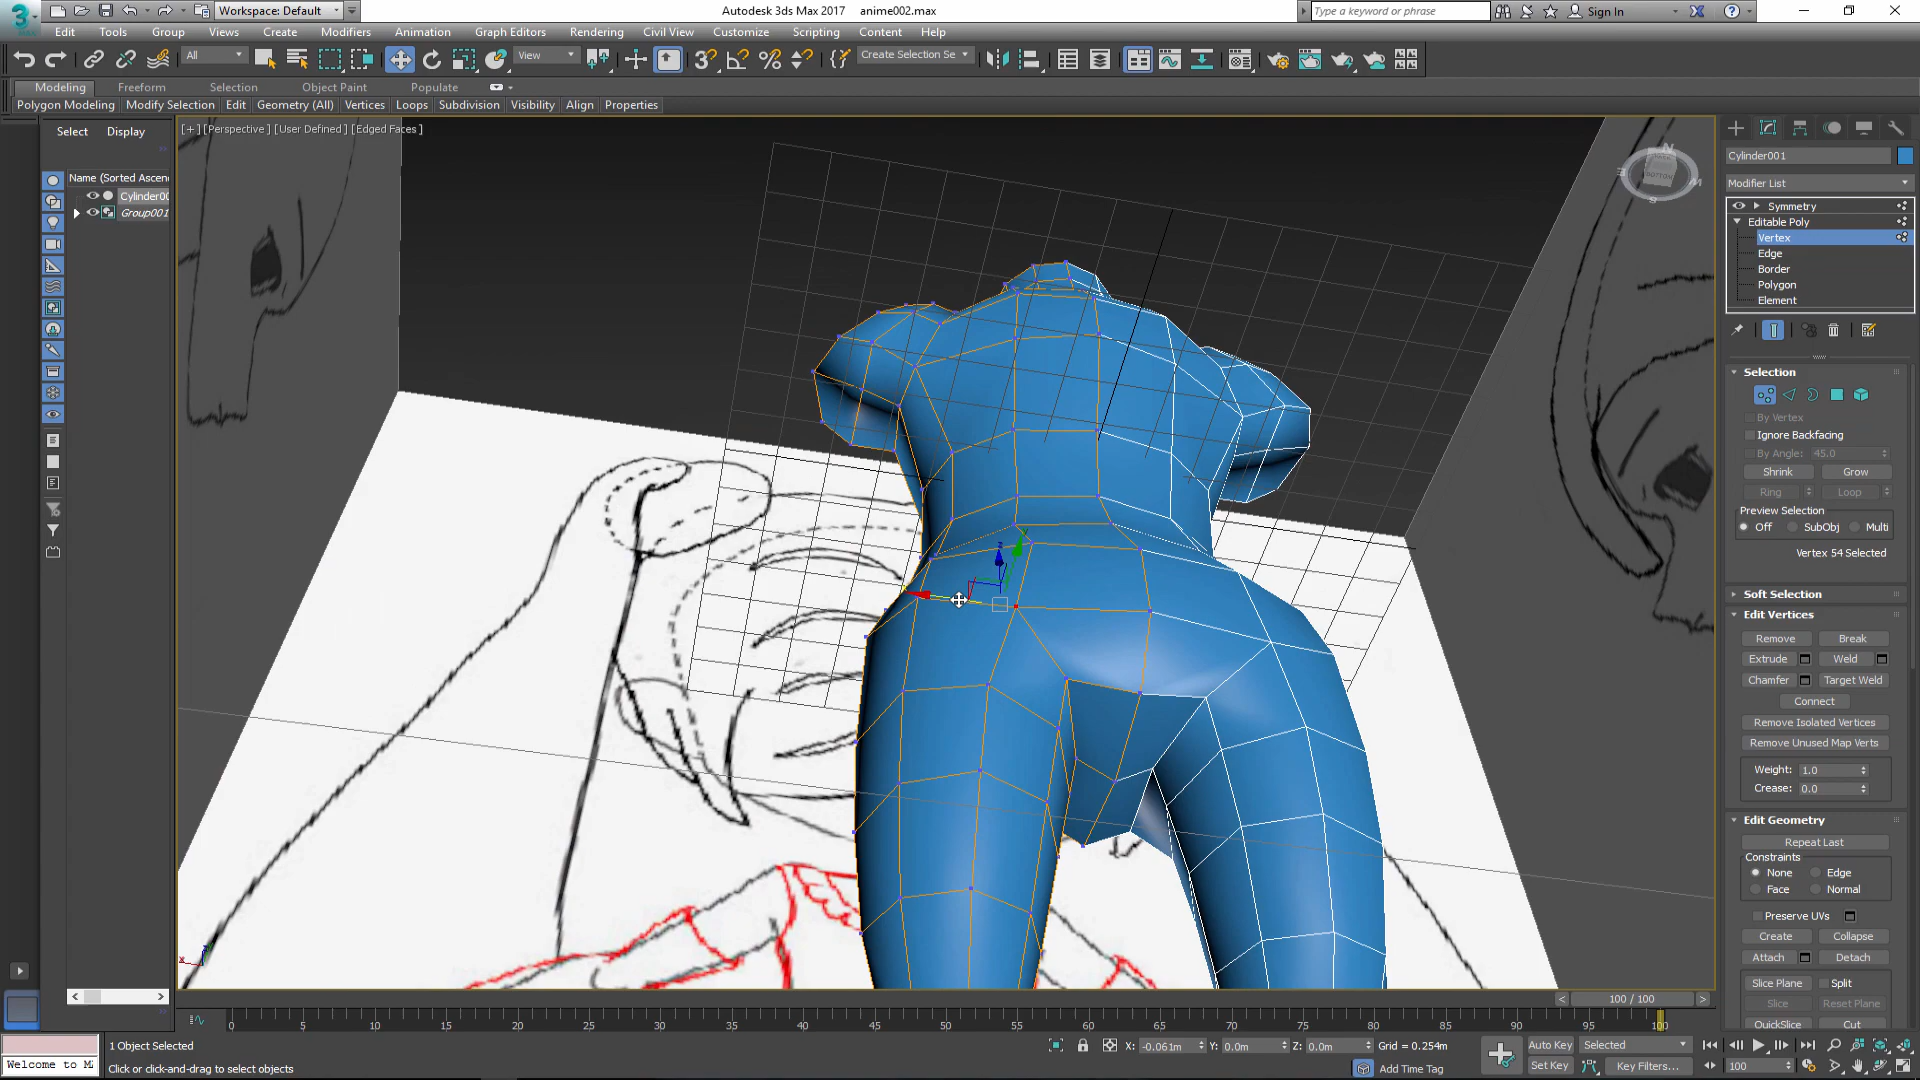 Workspace: Default
Autodesk 3ds Max 2017    anime002.max
Type a keyword or phrase
Sign In
Edit Tools Group Views Create Modifiers Animation Graph Editors Rendering Civil View Customize Scripting Content Help
All
View
Create Selection Se
Modeling Freeform Selection Object Paint Populate
Polygon Modeling Modify Selection Edit Geometry (All) Vertices Loops Subdivision Visibility Align Properties
Select Display
[+] [Perspective ] [User Defined ] [Edged Faces ]
Name (Sorted Ascen
Cylinder00
Group001
Cylinder001
Modifier List
Symmetry
Editable Poly
Vertex
Edge
Border
Polygon
Element
Selection
By Vertex
Ignore Backfacing
By Angle: 45.0
Shrink Grow
Ring Loop
Preview Selection
Off SubObj Multi
Vertex 54 Selected
Soft Selection
Edit Vertices
Remove Break
Extrude Weld
Chamfer Target Weld
Connect
Remove Isolated Vertices
Remove Unused Map Verts
Weight: 1.0
Crease: 0.0
Edit Geometry
Repeat Last
Constraints
None Edge
Face Normal
Preserve UVs
Create Collapse
Attach Detach
Slice Plane Split
Slice Reset Plane
QuickSlice Cut
BOTTOM
N
S
x
z
< 100 / 100 >
0 5 10 15 20 25 30 35 40 45 50 55 60 65 70 75 80 85 90 95 100
1 Object Selected
X: -0.061m Y: 0.0m Z: 0.0m Grid = 0.254m
Auto Key Selected
Welcome to M
Click or click-and-drag to select objects
Add Time Tag
Set Key Key Filters...
100